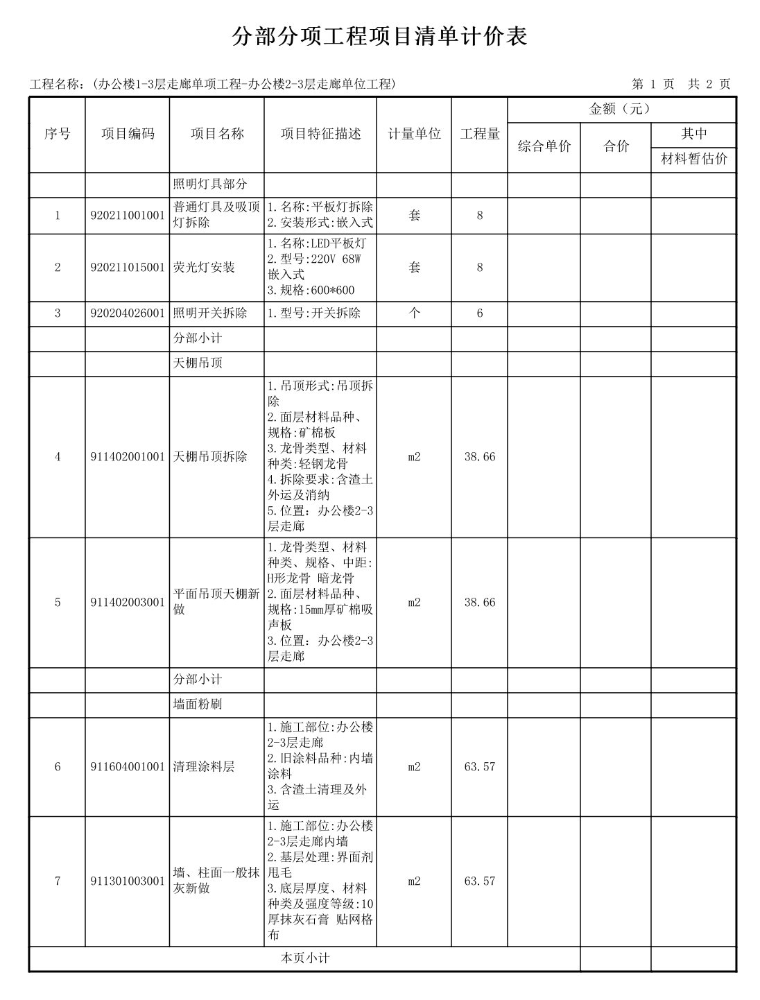 分部分项工程项目清单计价表
工程名称：(办公楼1-3层走廊单项工程-办公楼2-3层走廊单位工程) 第 1 页 共 2 页
序号 项目编码 项目名称 项目特征描述 计量单位 工程量 金额（元）
综合单价 合价 其中
材料暂估价
照明灯具部分
1 920211001001 普通灯具及吸顶灯拆除 1.名称:平板灯拆除
2.安装形式:嵌入式 套 8
2 920211015001 荧光灯安装 1.名称:LED平板灯
2.型号:220V 68W
嵌入式
3.规格:600*600 套 8
3 920204026001 照明开关拆除 1.型号:开关拆除 个 6
分部小计
天棚吊顶
4 911402001001 天棚吊顶拆除 1.吊顶形式:吊顶拆
除
2.面层材料品种、
规格:矿棉板
3.龙骨类型、材料
种类:轻钢龙骨
4.拆除要求:含渣土
外运及消纳
5.位置：办公楼2-3
层走廊 m2 38.66
5 911402003001 平面吊顶天棚新做 1.龙骨类型、材料
种类、规格、中距:
H形龙骨 暗龙骨
2.面层材料品种、
规格:15mm厚矿棉吸
声板
3.位置：办公楼2-3
层走廊 m2 38.66
分部小计
墙面粉刷
6 911604001001 清理涂料层 1.施工部位:办公楼
2-3层走廊
2.旧涂料品种:内墙
涂料
3.含渣土清理及外
运 m2 63.57
7 911301003001 墙、柱面一般抹灰新做 1.施工部位:办公楼
2-3层走廊内墙
2.基层处理:界面剂
甩毛
3.底层厚度、材料
种类及强度等级:10
厚抹灰石膏 贴网格
布 m2 63.57
本页小计